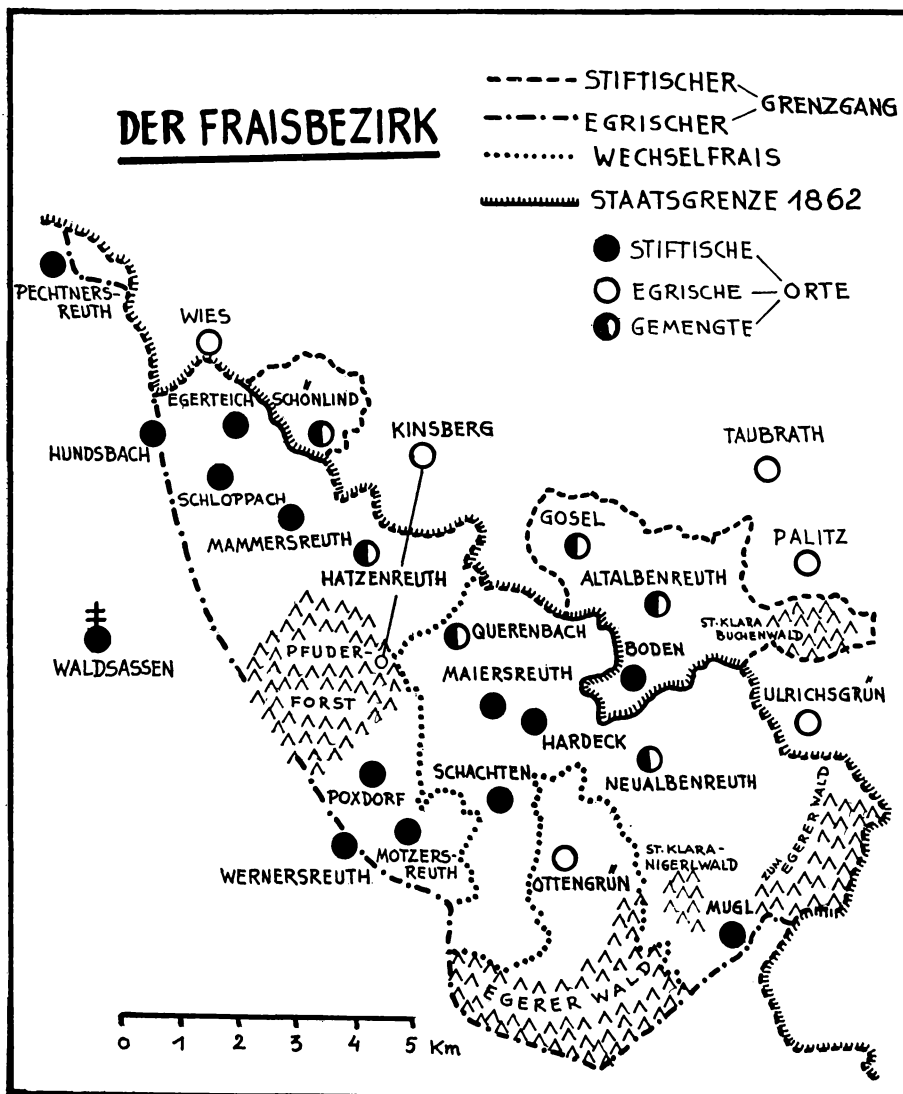 DER FRAISBEZIRK
STIFTISCHER
EGRISCHER
GRENZGANG
WECHSELFRAIS
STAATSGRENZE 1862
STIFTISCHE
EGRISCHE
GEMENGTE
ORTE
PECHTNERS-
REUTH
WIES
EGERTEICH
SCHÖNLIND
HUNDSBACH
KINSBERG
TAUBRATH
SCHLOPPACH
MAMMERSREUTH
GOSEL
PALITZ
HATZENREUTH
ALTALBENREUTH
ST. KLARA
BUCHENWALD
WALDSASSEN
PFUDER-
FORST
QUERENBACH
BODEN
MAIERSREUTH
ULRICHSGRÜN
HARDECK
SCHACHTEN
NEUALBENREUTH
POXDORF
ZUM
EGERERWALD
WERNERSREUTH
MOTZERS-
REUTH
OTTENGRÜN
ST. KLARA-
NIGERLWALD
MUGL
EGERER WALD
0 1 2 3 4 5 Km